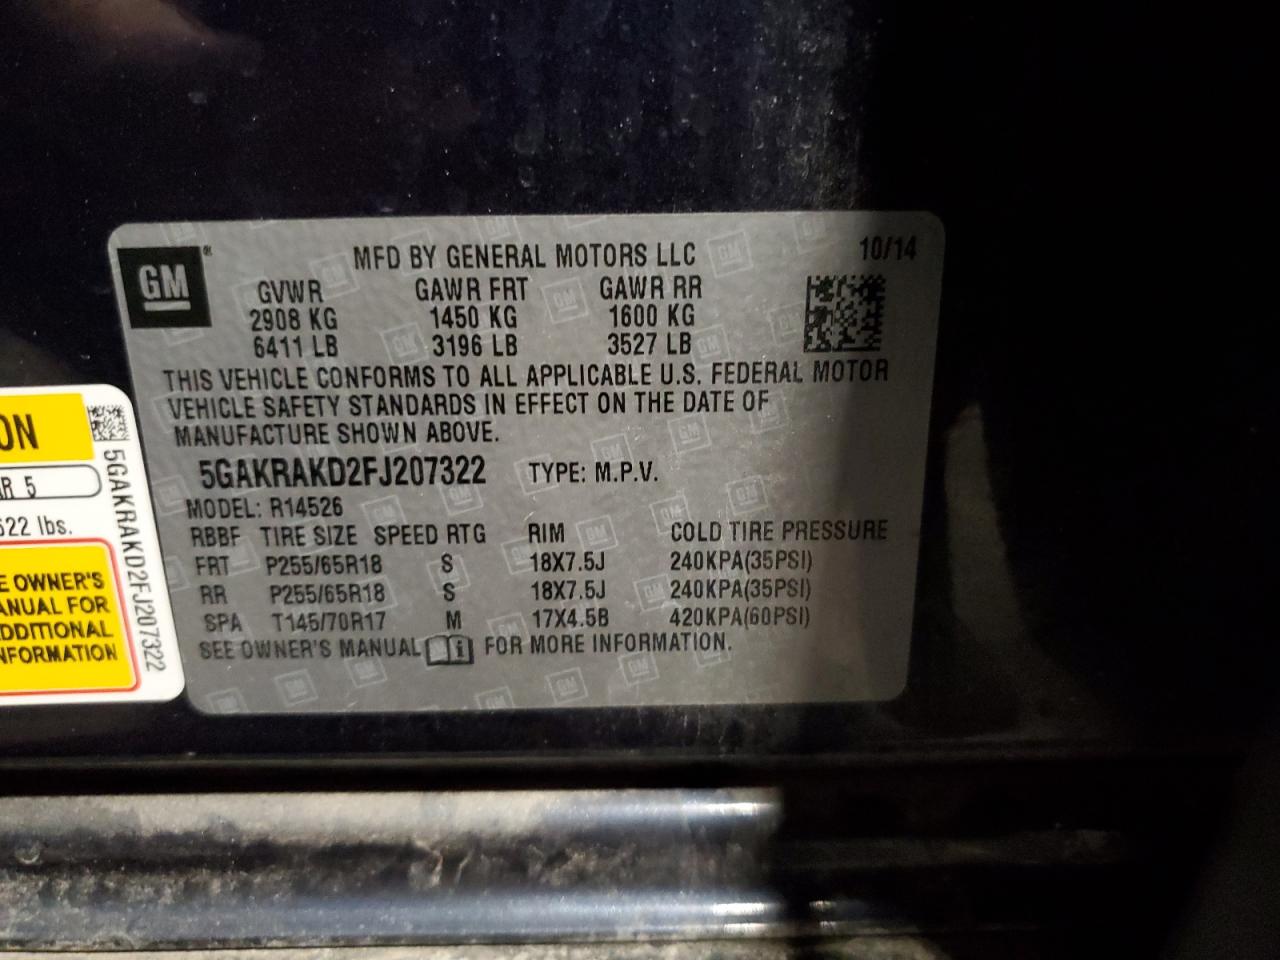 GM
MFD BY GENERAL MOTORS LLC 10/14
GVWR GAWR FRT GAWR RR
2908 KG 1450 KG 1600 KG
6411 LB 3196 LB 3527 LB
THIS VEHICLE CONFORMS TO ALL APPLICABLE U.S. FEDERAL MOTOR
VEHICLE SAFETY STANDARDS IN EFFECT ON THE DATE OF
MANUFACTURE SHOWN ABOVE.
5GAKRAKD2FJ207322 TYPE: M.P.V.
MODEL: R14526
RBBF TIRE SIZE SPEED RTG RIM COLD TIRE PRESSURE
FRT P255/65R18 S 18X7.5J 240KPA(35PSI)
RR P255/65R18 S 18X7.5J 240KPA(35PSI)
SPA T145/70R17 M 17X4.5B 420KPA(60PSI)
SEE OWNER'S MANUAL i FOR MORE INFORMATION.
ON
R 5
522 lbs.
E OWNER'S
ANUAL FOR
DDITIONAL
NFORMATION
5GAKRAKD2FJ207322